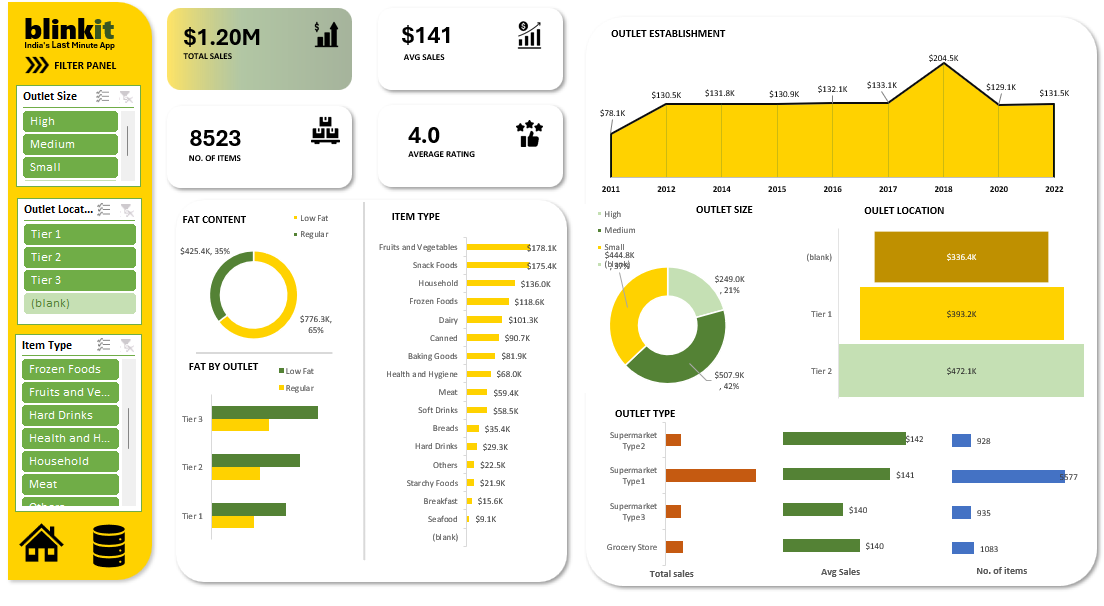 blinkit
India's Last Minute App
FILTER PANEL
Outlet Size
High
Medium
Small
Outlet Locat...
Tier 1
Tier 2
Tier 3
(blank)
Item Type
Frozen Foods
Fruits and Ve...
Hard Drinks
Health and H...
Household
Meat
Others
$1.20M
TOTAL SALES
$141
AVG SALES
8523
NO. OF ITEMS
4.0
AVERAGE RATING
FAT CONTENT
Low Fat
Regular
$425.4K, 35%
$776.3K,
65%
FAT BY OUTLET
Low Fat
Regular
Tier 3
Tier 2
Tier 1
ITEM TYPE
Fruits and Vegetables $178.1K
Snack Foods $175.4K
Household $136.0K
Frozen Foods $118.6K
Dairy $101.3K
Canned $90.7K
Baking Goods $81.9K
Health and Hygiene $68.0K
Meat $59.4K
Soft Drinks $58.5K
Breads $35.4K
Hard Drinks $29.3K
Others $22.5K
Starchy Foods $21.9K
Breakfast $15.6K
Seafood $9.1K
(blank)
OUTLET ESTABLISHMENT
$78.1K $130.5K $131.8K $130.9K $132.1K $133.1K $204.5K $129.1K $131.5K
2011 2012 2014 2015 2016 2017 2018 2020 2022
OUTLET SIZE
High
Medium
Small
(blank)
$444.8K
, 37%
$249.0K
, 21%
$507.9K
, 42%
OULET LOCATION
(blank) $336.4K
Tier 1 $393.2K
Tier 2 $472.1K
OUTLET TYPE
Supermarket
Type2 $142 928
Supermarket
Type1 $141 5577
Supermarket
Type3 $140 935
Grocery Store $140 1083
Total sales Avg Sales No. of items